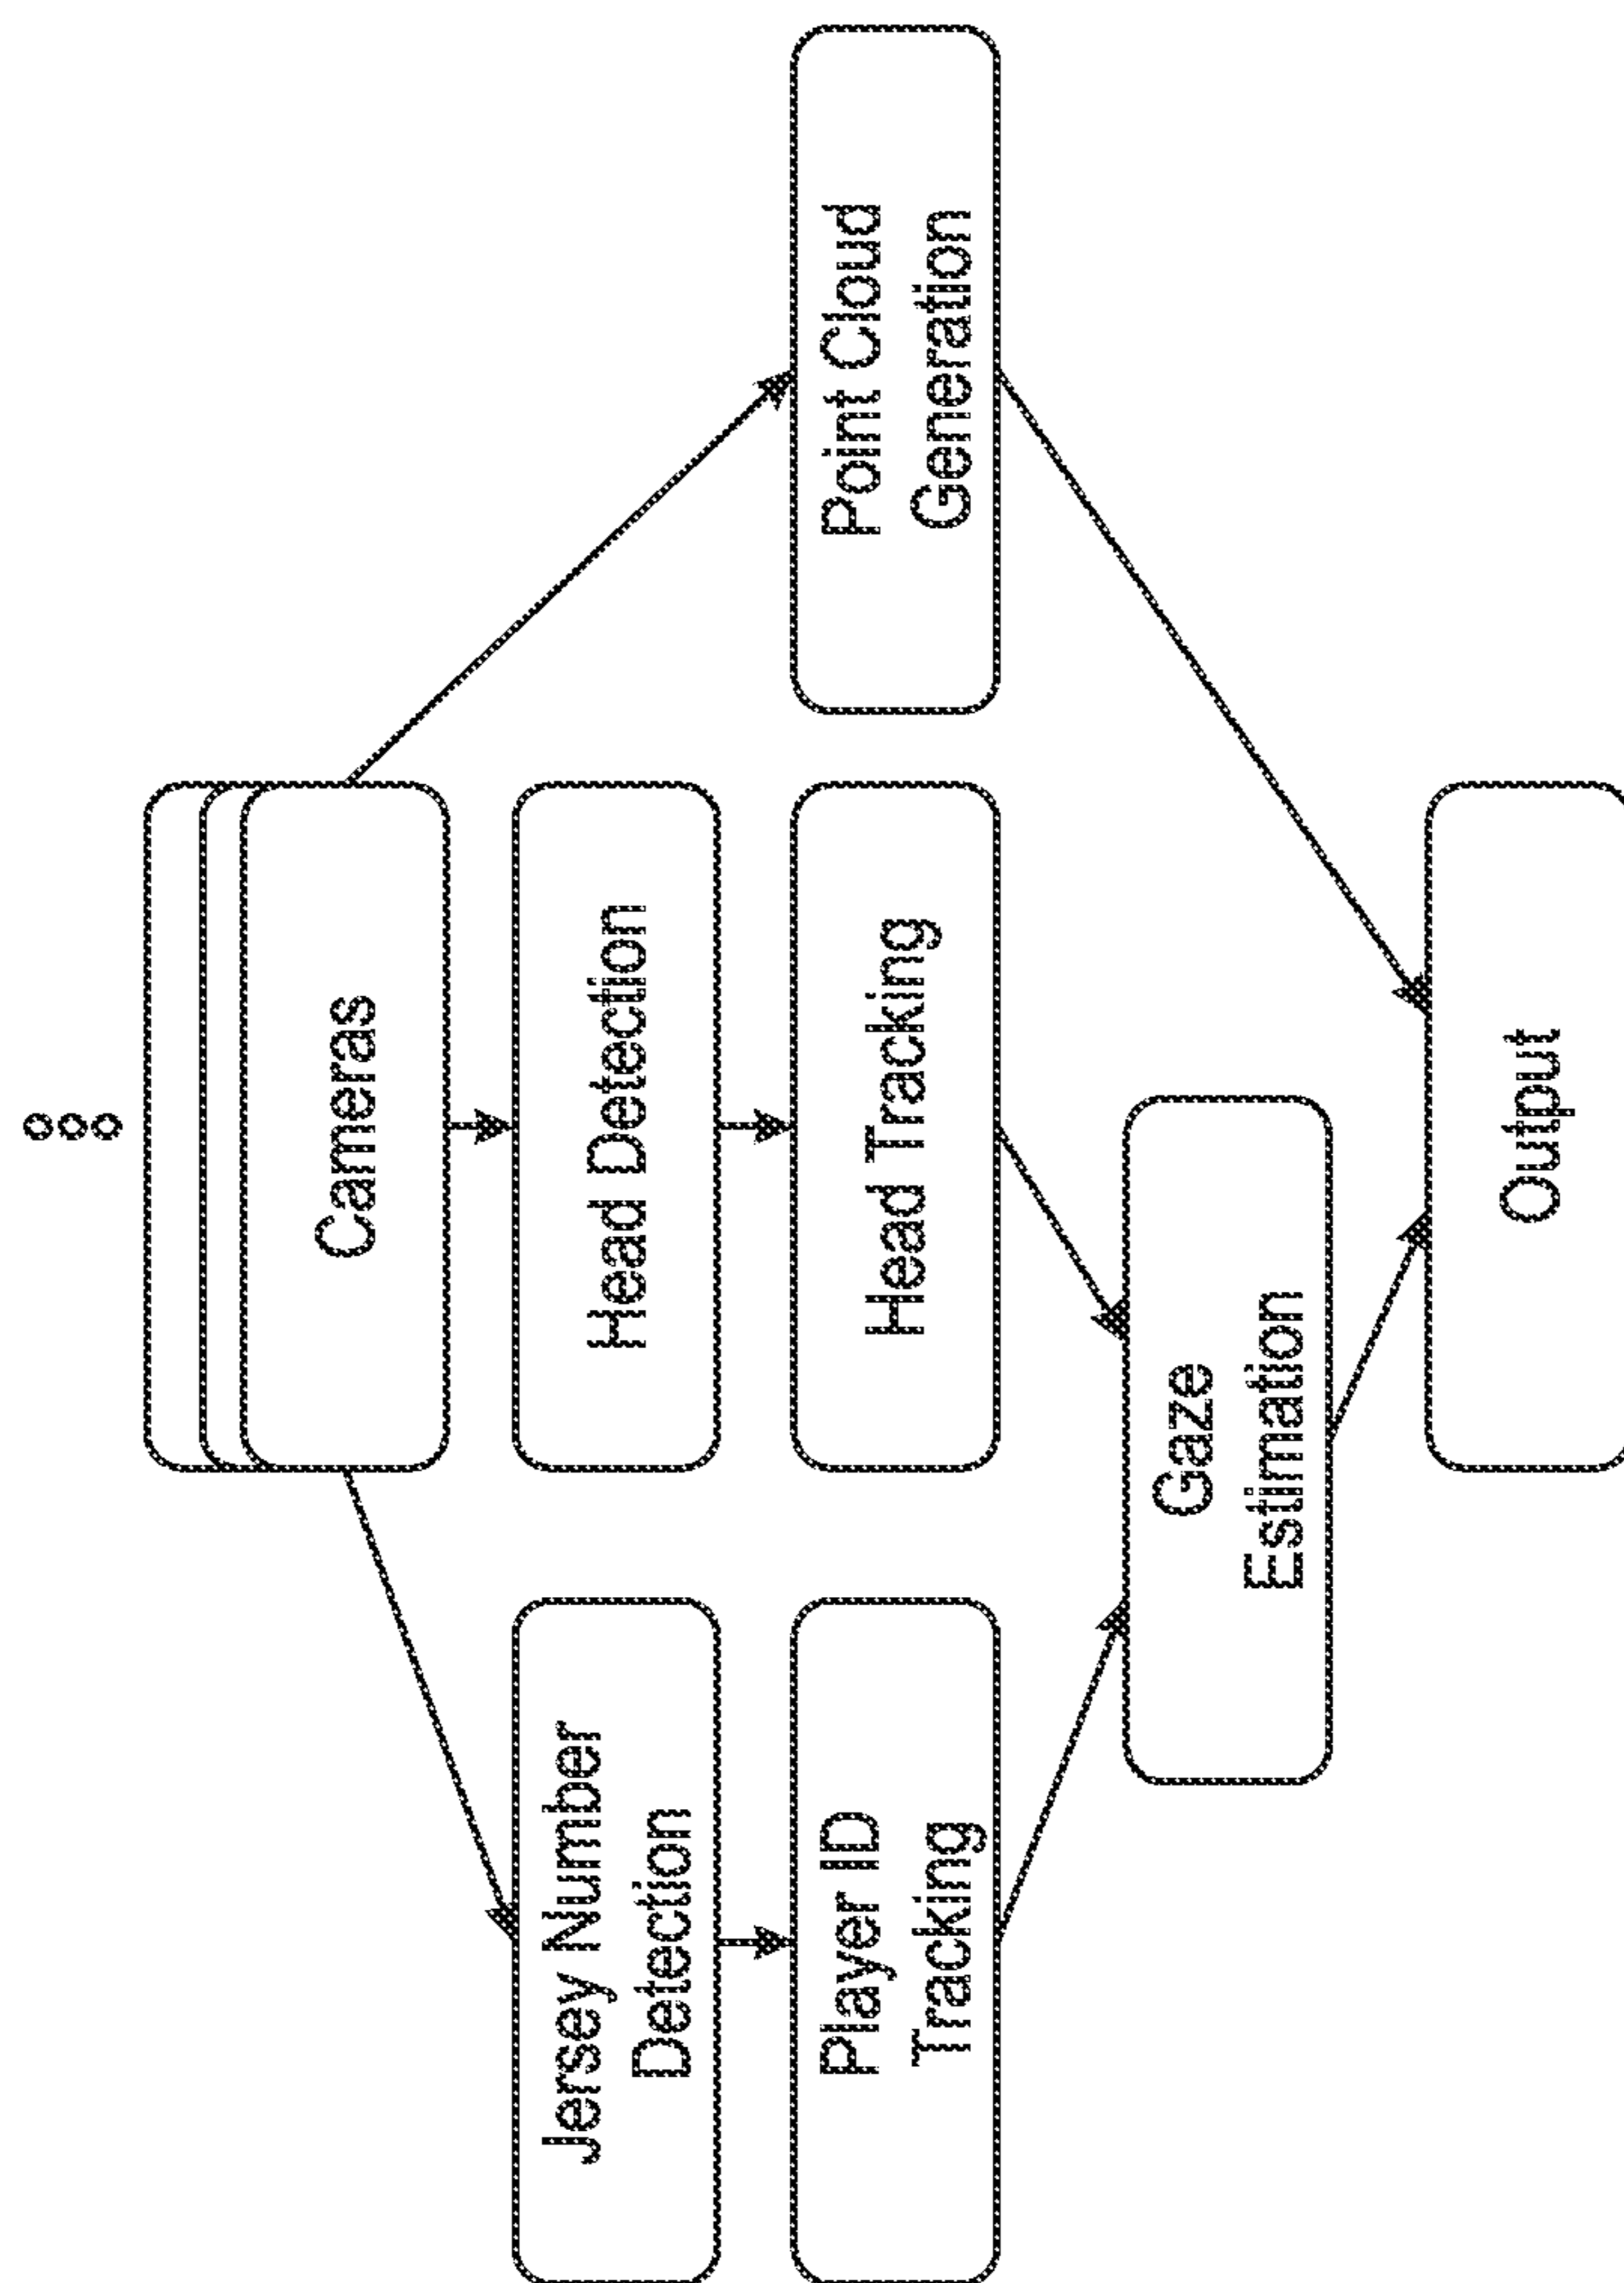 Cameras
Jersey Number
Detection
Head Detection
Player ID
Tracking
Head Tracking
Point Cloud
Generation
Gaze
Estimation
Output